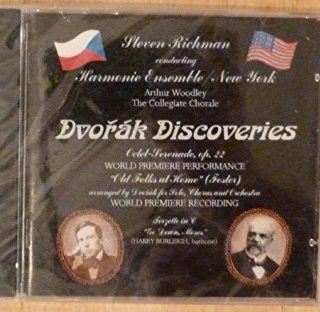 Steven Richman
conducting
Harmonie Ensemble/New York
Arthur Woodley
The Collegiate Chorale
Dvořák Discoveries
Octet-Serenade, op. 22
WORLD PREMIERE PERFORMANCE
"Old Folks at Home" (Foster)
arranged by Dvořák for Solo, Chorus and Orchestra
WORLD PREMIERE RECORDING
Terzetto in C
"Go Down, Moses"
(HARRY BURLEIGH, baritone)